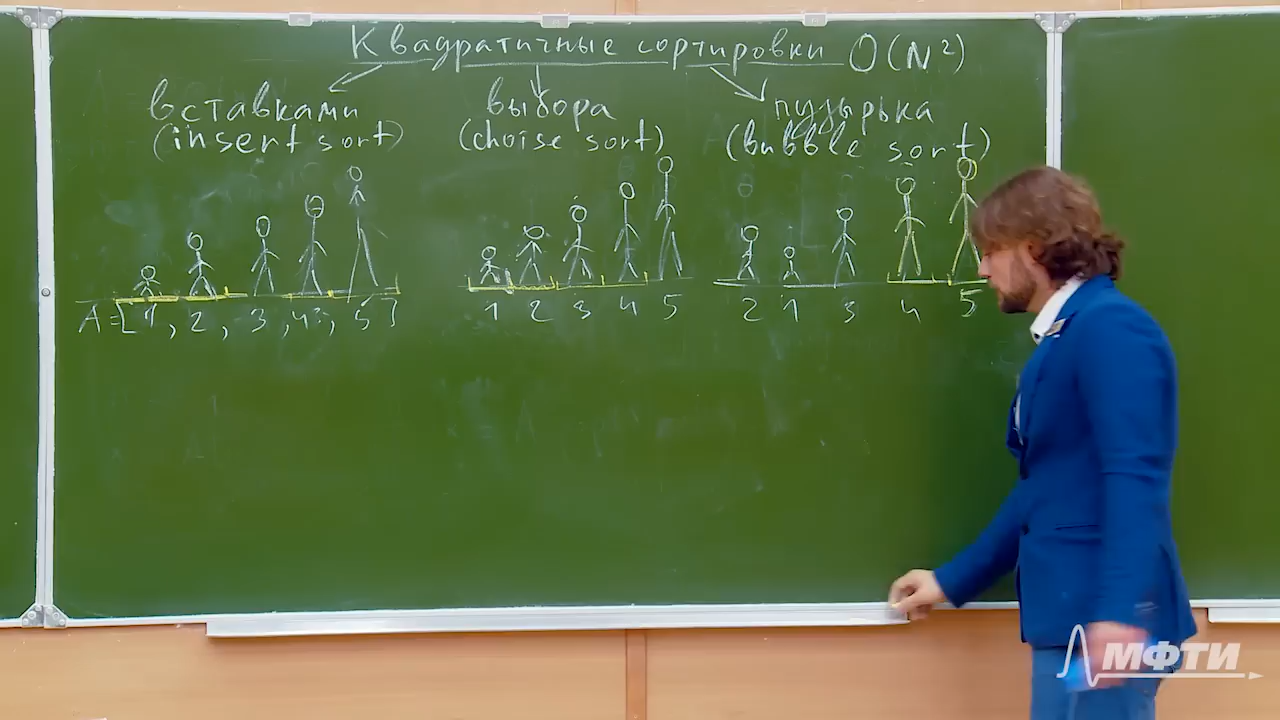 Квадратичные сортировки O(N²)
вставками
(insert sort)
выбора
(choise sort)
пузырька
(bubble sort)
A=[1, 2, 3, 4, 5]
1 2 3 4 5
2 1 3 4 5
МФТИ